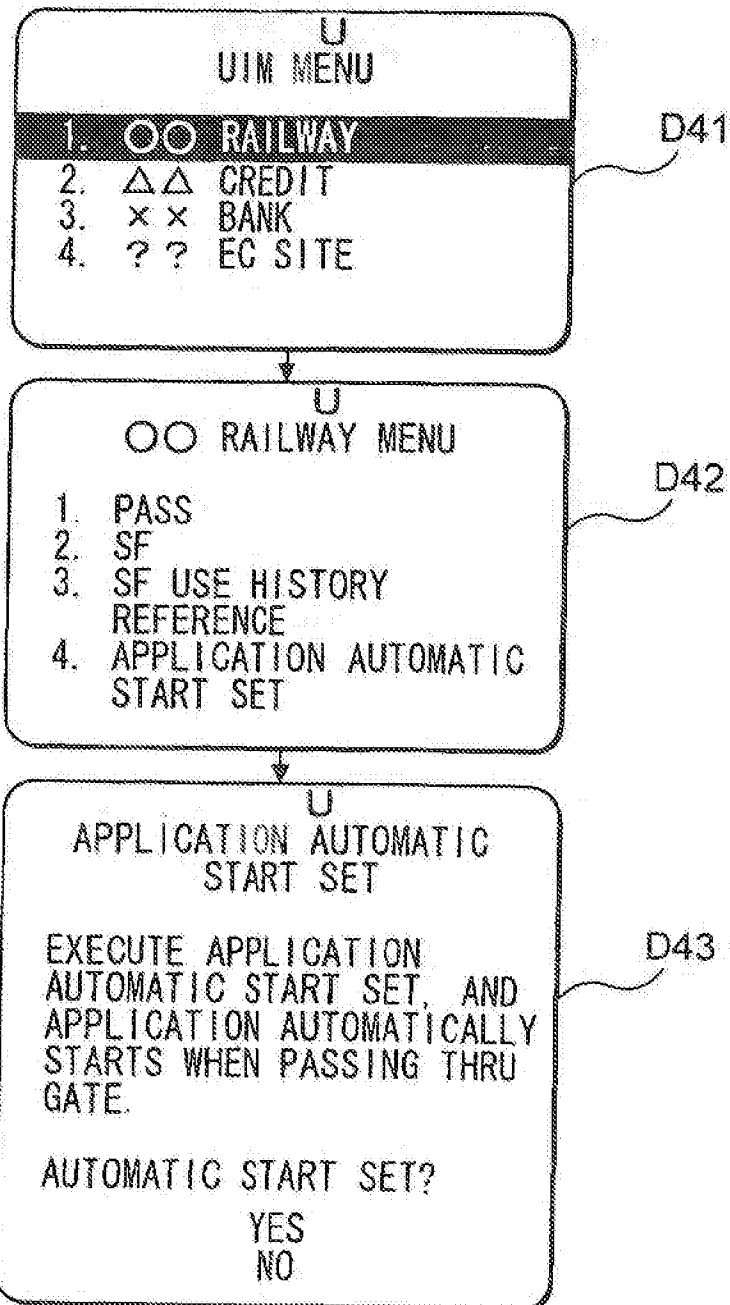 U
UIM MENU
1. ○○ RAILWAY
2. △△ CREDIT
3. ×× BANK
4. ?? EC SITE
D41
U
○○ RAILWAY MENU
1. PASS
2. SF
3. SF USE HISTORY
REFERENCE
4. APPLICATION AUTOMATIC
START SET
D42
U
APPLICATION AUTOMATIC
START SET
EXECUTE APPLICATION
AUTOMATIC START SET, AND
APPLICATION AUTOMATICALLY
STARTS WHEN PASSING THRU
GATE.
AUTOMATIC START SET?
YES
NO
D43